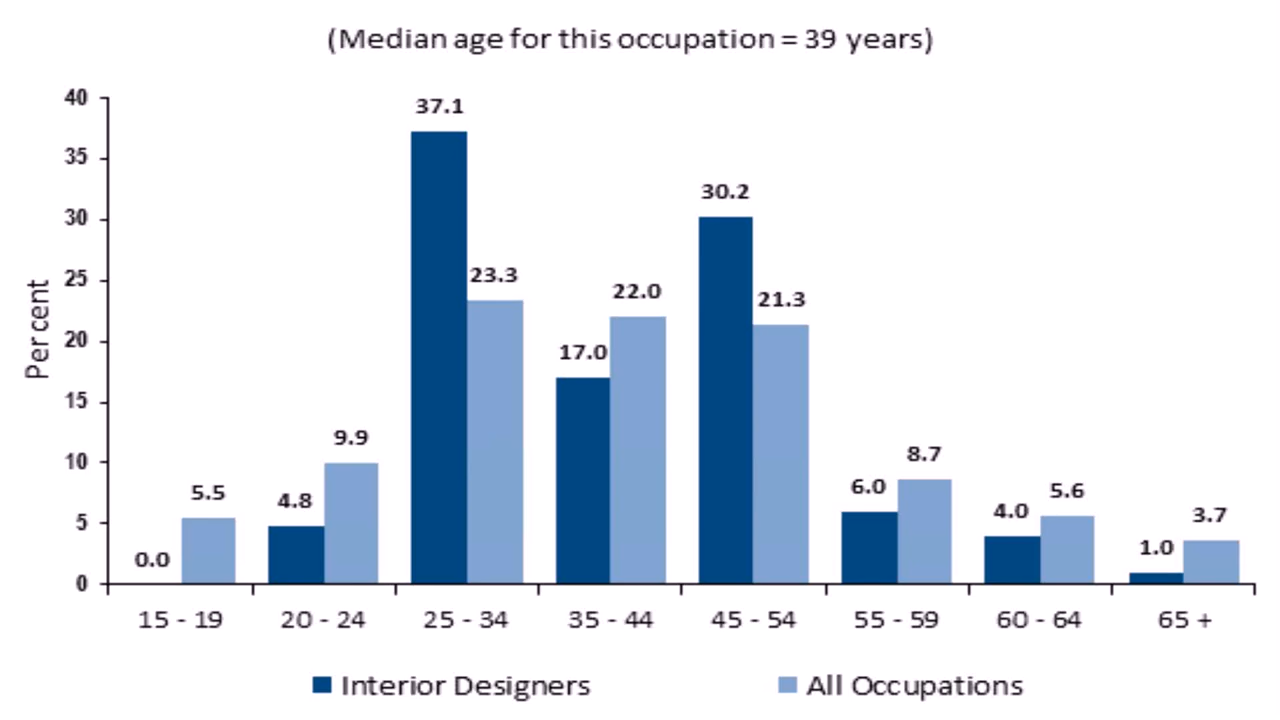 (Median age for this occupation = 39 years)
40
35
30
25
20
15
10
5
0
Per cent
0.0
5.5
4.8
9.9
37.1
23.3
17.0
22.0
30.2
21.3
6.0
8.7
4.0
5.6
1.0
3.7
15 - 19
20 - 24
25 - 34
35 - 44
45 - 54
55 - 59
60 - 64
65 +
Interior Designers
All Occupations